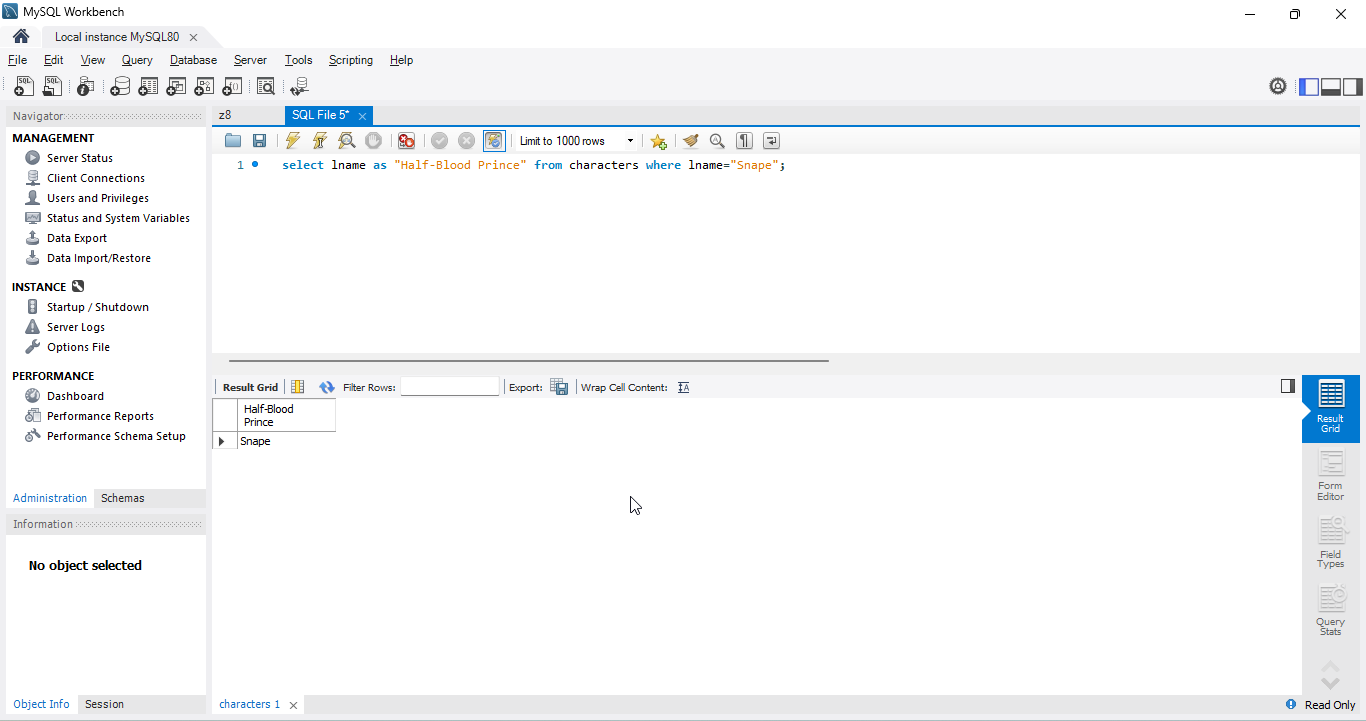 MySQL Workbench
Local instance MySQL80
File Edit View Query Database Server Tools Scripting Help
SQL SQL
Navigator
MANAGEMENT
Server Status
Client Connections
Users and Privileges
Status and System Variables
Data Export
Data Import/Restore
INSTANCE
Startup / Shutdown
Server Logs
Options File
PERFORMANCE
Dashboard
Performance Reports
Performance Schema Setup
Administration Schemas
Information
No object selected
Object Info Session
z8 SQL File 5*
Limit to 1000 rows
1 select lname as "Half-Blood Prince" from characters where lname="Snape";
Result Grid Filter Rows: Export: Wrap Cell Content:
Half-Blood
Prince
Snape
Result
Grid
Form
Editor
Field
Types
Query
Stats
characters 1 Read Only